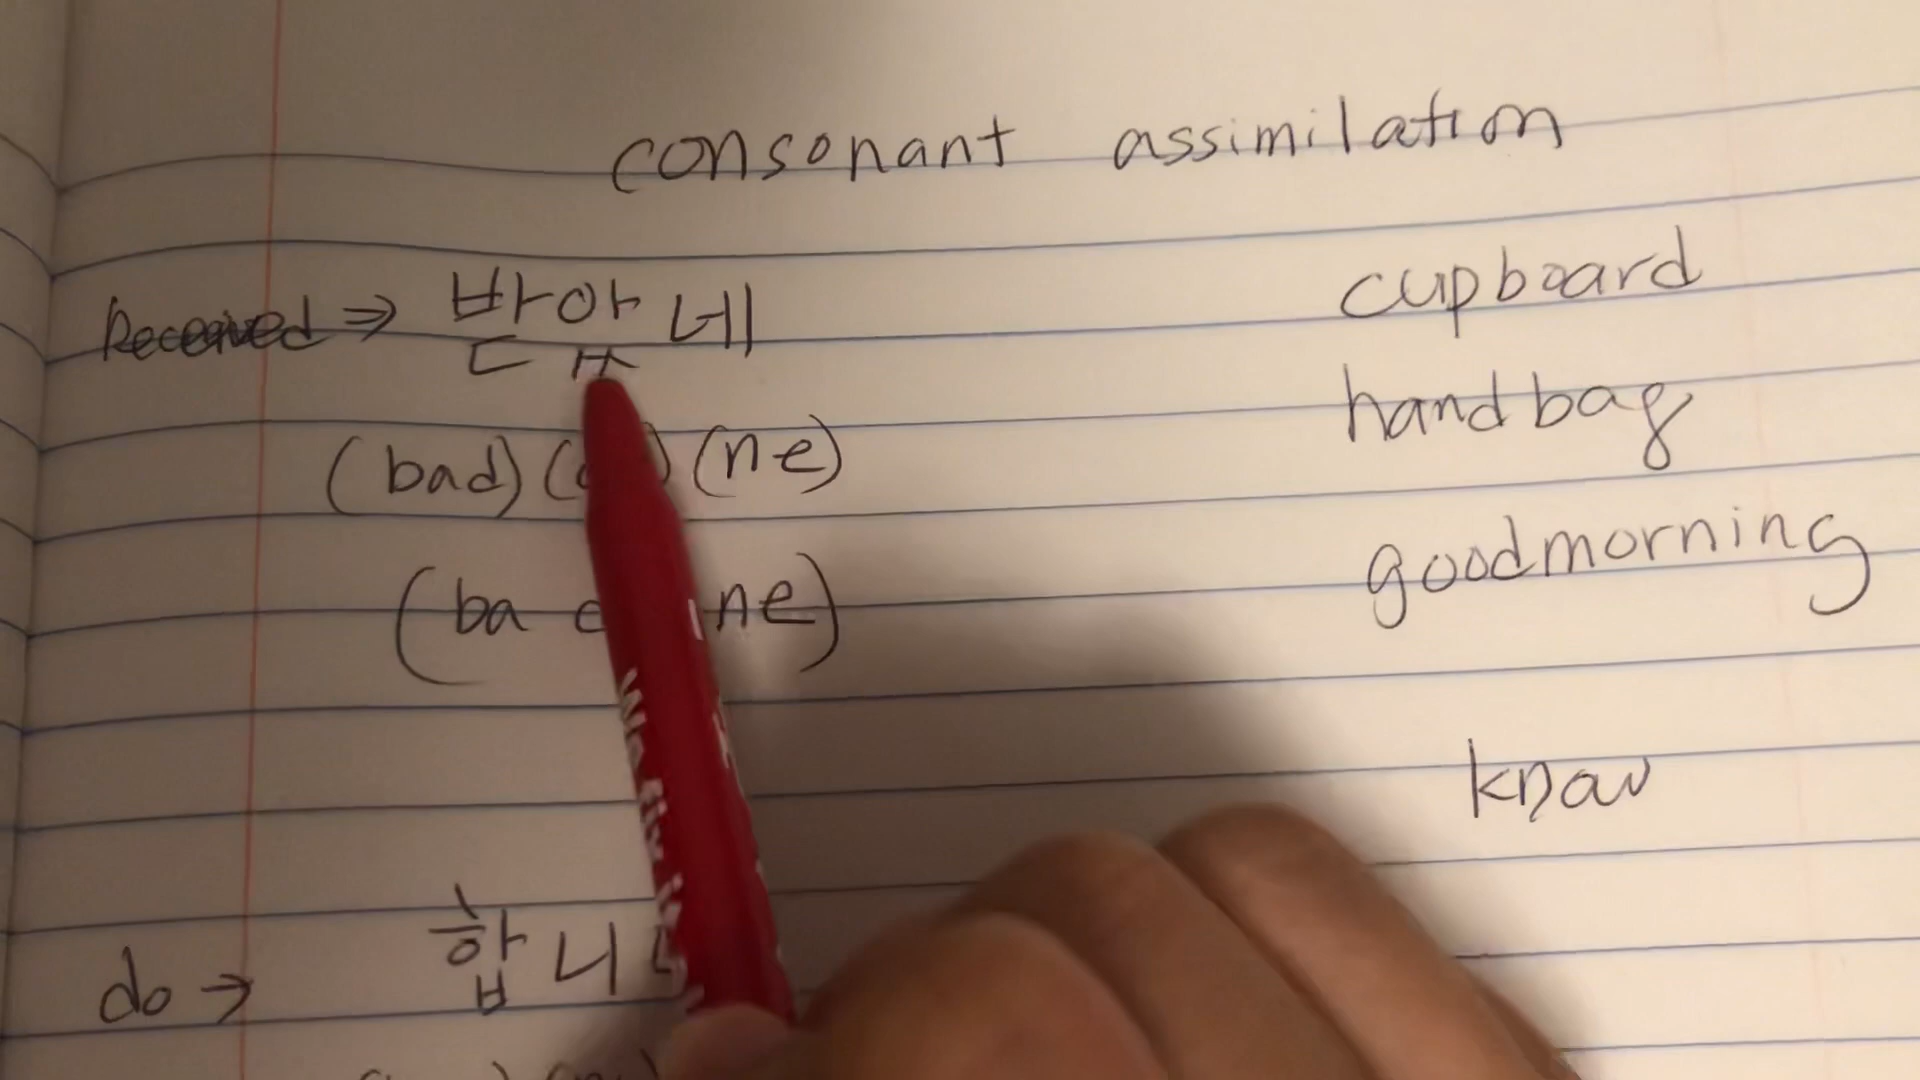 consonant assimilation
Received ⇒ 받았네
(bad) (ne)
(ba ne)
do → 합니
cupboard
handbag
goodmorning
know